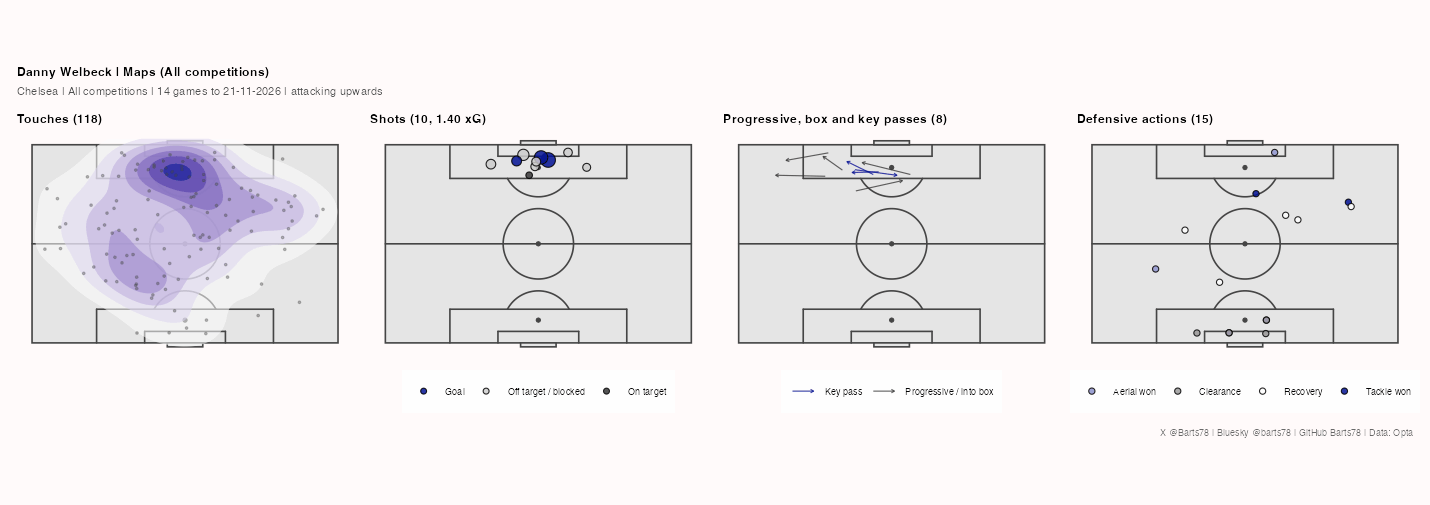 Danny Welbeck | Maps (All competitions)
Chelsea | All competitions | 14 games to 21-11-2026 | attacking upwards
Touches (118)
Shots (10, 1.40 xG)
Progressive, box and key passes (8)
Defensive actions (15)
Goal
Off target / blocked
On target
Key pass
Progressive / into box
Aerial won
Clearance
Recovery
Tackle won
X @Barts78 | Bluesky @barts78 | GitHub Barts78 | Data: Opta